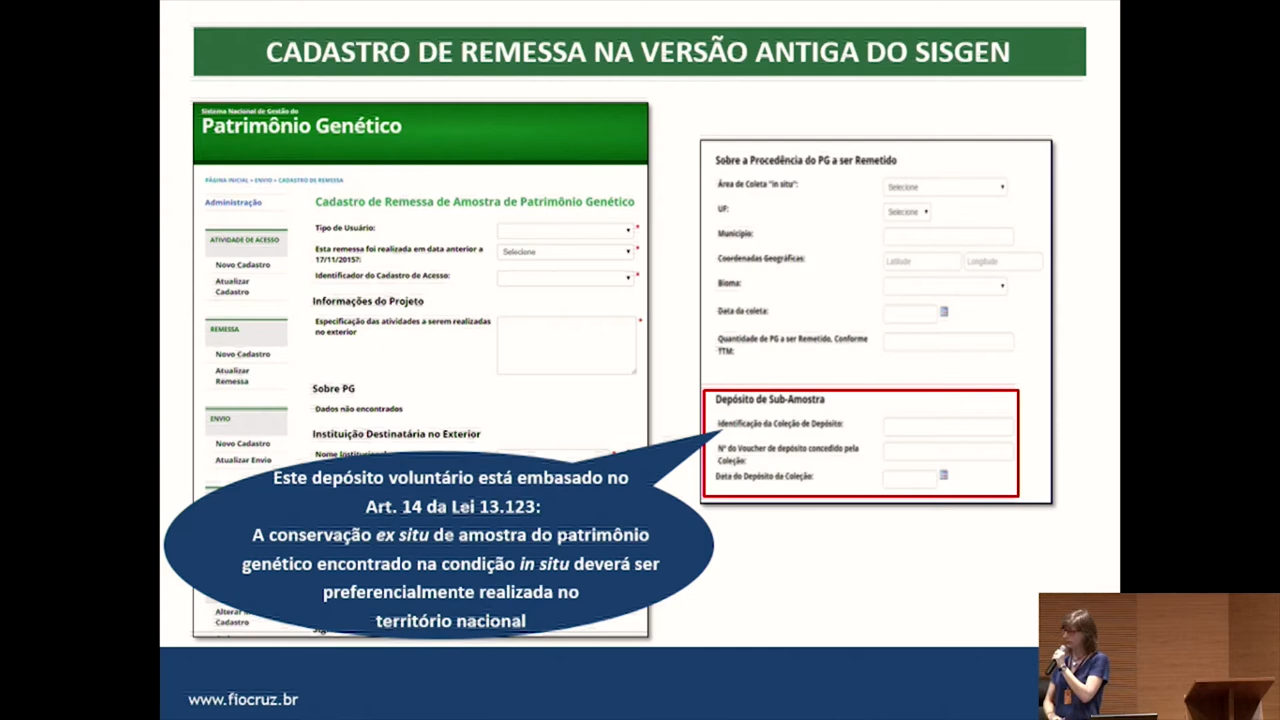 CADASTRO DE REMESSA NA VERSÃO ANTIGA DO SISGEN
Sistema Nacional de Gestão do
Patrimônio Genético
PÁGINA INICIAL » ENVIO » CADASTRO DE REMESSA
Administração
ATIVIDADE DE ACESSO
Novo Cadastro
Atualizar
Cadastro
REMESSA
Novo Cadastro
Atualizar
Remessa
ENVIO
Novo Cadastro
Atualizar Envio
Alterar
Cadastro
Cadastro de Remessa de Amostra de Patrimônio Genético
Tipo de Usuário: *
Esta remessa foi realizada em data anterior a
17/11/2015?: Selecione *
Identificador do Cadastro de Acesso: *
Informações do Projeto
Especificação das atividades a serem realizadas
no exterior *
Sobre PG
Dados não encontrados
Instituição Destinatária no Exterior
Nome
Sobre a Procedência do PG a ser Remetido
Área de Coleta "in situ": Selecione
UF: Selecione
Município:
Coordenadas Geográficas: Latitude Longitude
Bioma:
Data da coleta:
Quantidade de PG a ser Remetido, Conforme
TTM:
Depósito de Sub-Amostra
Identificação da Coleção de Depósito:
Nº do Voucher de depósito concedido pela
Coleção:
Data do Depósito da Coleção:
Este depósito voluntário está embasado no
Art. 14 da Lei 13.123:
A conservação ex situ de amostra do patrimônio
genético encontrado na condição in situ deverá ser
preferencialmente realizada no
território nacional
www.fiocruz.br